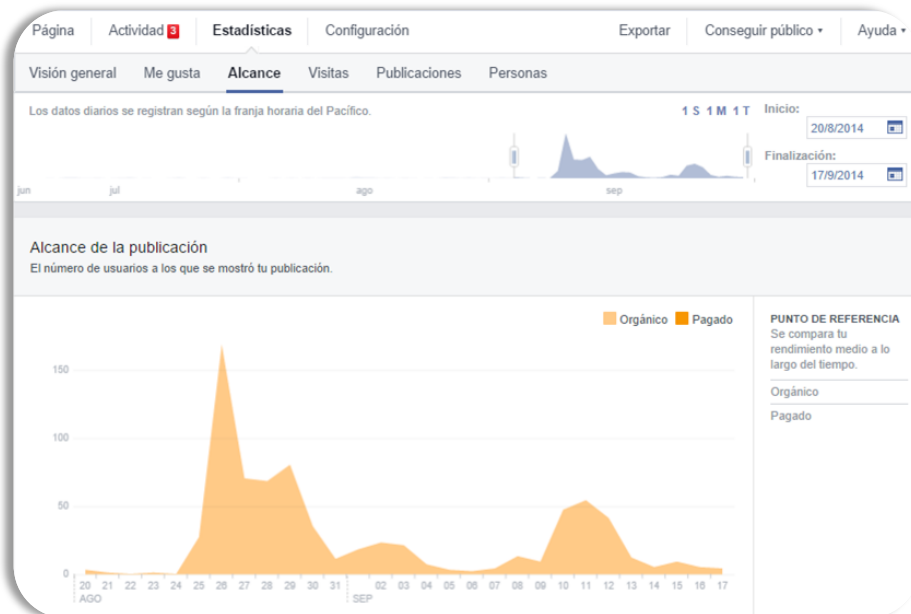 Página Actividad 3 Estadísticas Configuración Exportar Conseguir público Ayuda
Visión general Me gusta Alcance Visitas Publicaciones Personas
Los datos diarios se registran según la franja horaria del Pacífico.
1 S 1 M 1 T
Inicio:
20/8/2014
Finalización:
17/9/2014
jun jul ago sep
Alcance de la publicación
El número de usuarios a los que se mostró tu publicación.
Orgánico Pagado
150
100
50
0
20 21 22 23 24 25 26 27 28 29 30 31 02 03 04 05 06 07 08 09 10 11 12 13 14 15 16 17
AGO SEP
PUNTO DE REFERENCIA
Se compara tu
rendimiento medio a lo
largo del tiempo.
Orgánico
Pagado